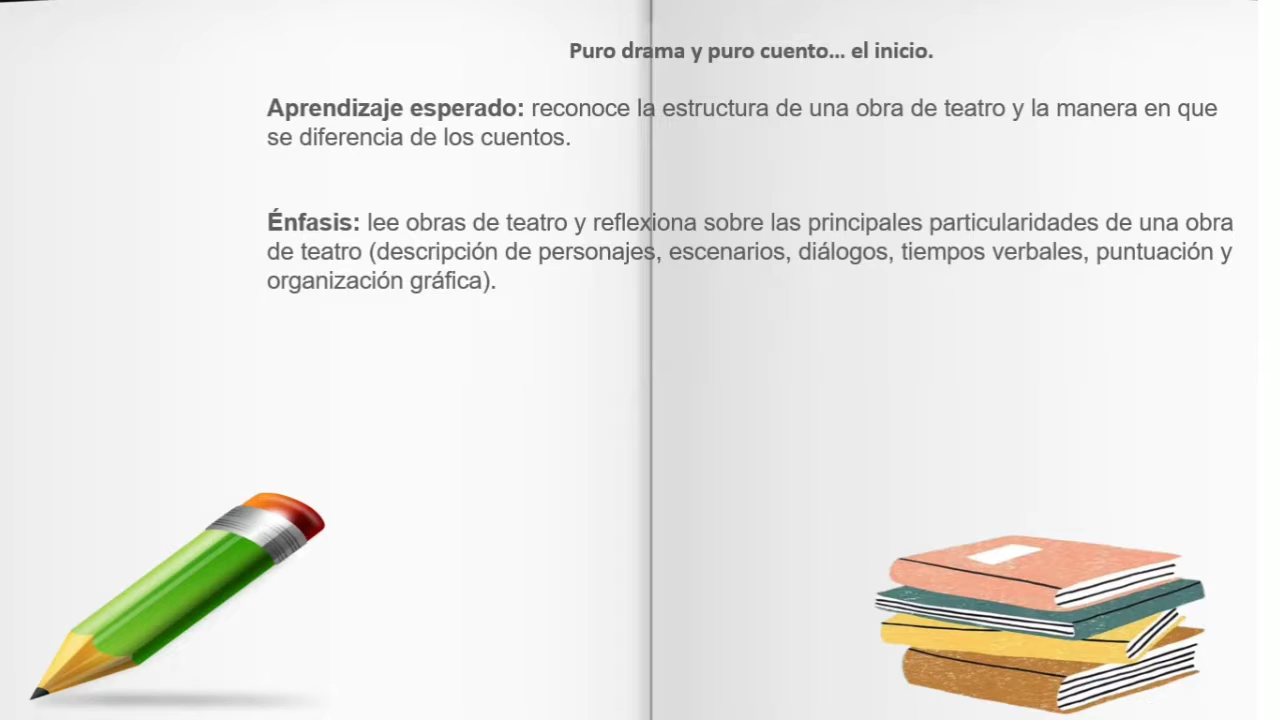 Puro drama y puro cuento... el inicio.
Aprendizaje esperado: reconoce la estructura de una obra de teatro y la manera en que
se diferencia de los cuentos.
Énfasis: lee obras de teatro y reflexiona sobre las principales particularidades de una obra
de teatro (descripción de personajes, escenarios, diálogos, tiempos verbales, puntuación y
organización gráfica).